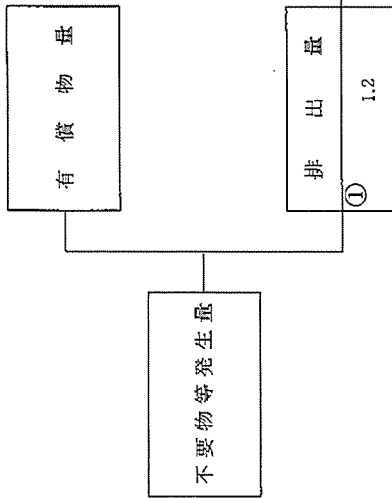 不要物等発生量
有償物量
排出量
①
1.2